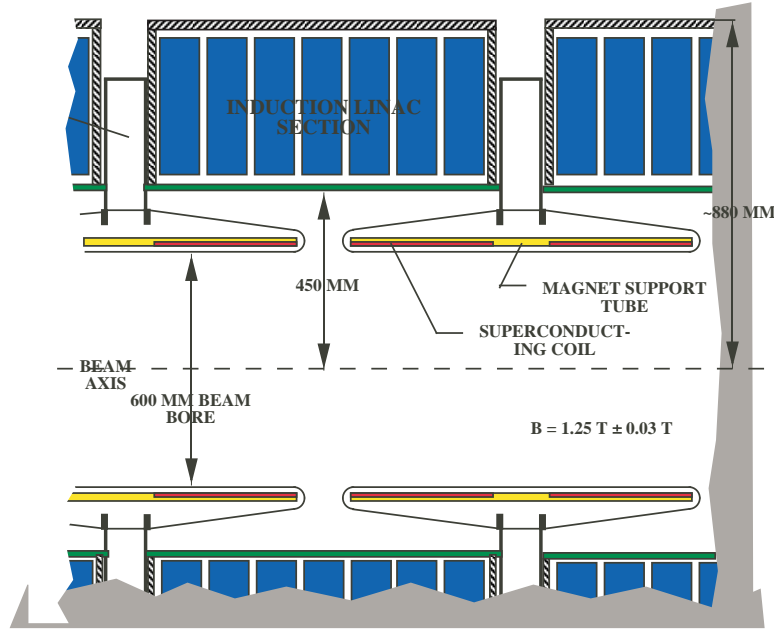 INDUCTION LINAC
SECTION
~880 MM
450 MM
MAGNET SUPPORT
TUBE
SUPERCONDUCT-
ING COIL
BEAM
AXIS
600 MM BEAM
BORE
B = 1.25 T ± 0.03 T